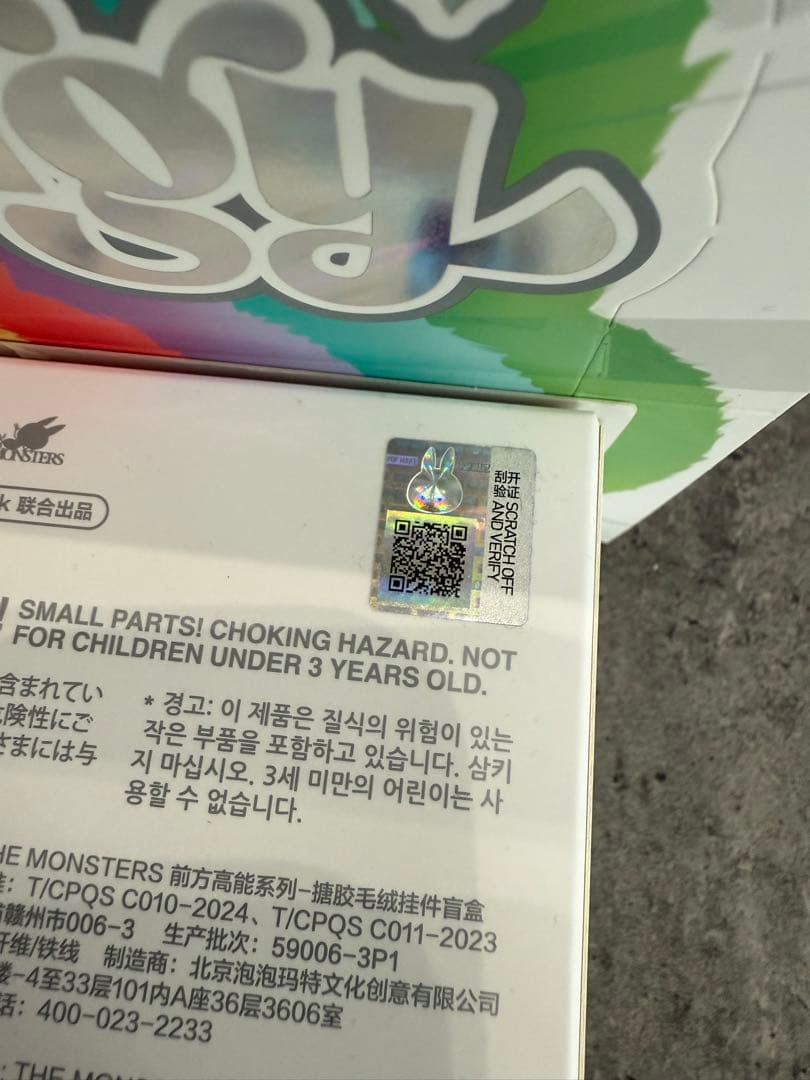 gy
MONSTERS
k 联合出品
POP MART
开 SCRATCH OFF
刮 AND VERIFY
验证
! SMALL PARTS! CHOKING HAZARD. NOT
FOR CHILDREN UNDER 3 YEARS OLD.
含まれてい
険性にご
さまには与
* 경고: 이 제품은 질식의 위험이 있는
작은 부품을 포함하고 있습니다. 삼키
지 마십시오. 3세 미만의 어린이는 사
용할 수 없습니다.
HE MONSTERS 前方高能系列-搪胶毛绒挂件盲盒
: T/CPQS C010-2024、T/CPQS C011-2023
赣州市006-3 生产批次: 59006-3P1
纤维/铁线 制造商: 北京泡泡玛特文化创意有限公司
楼-4至33层101内A座36层3606室
话: 400-023-2233
: THE MON